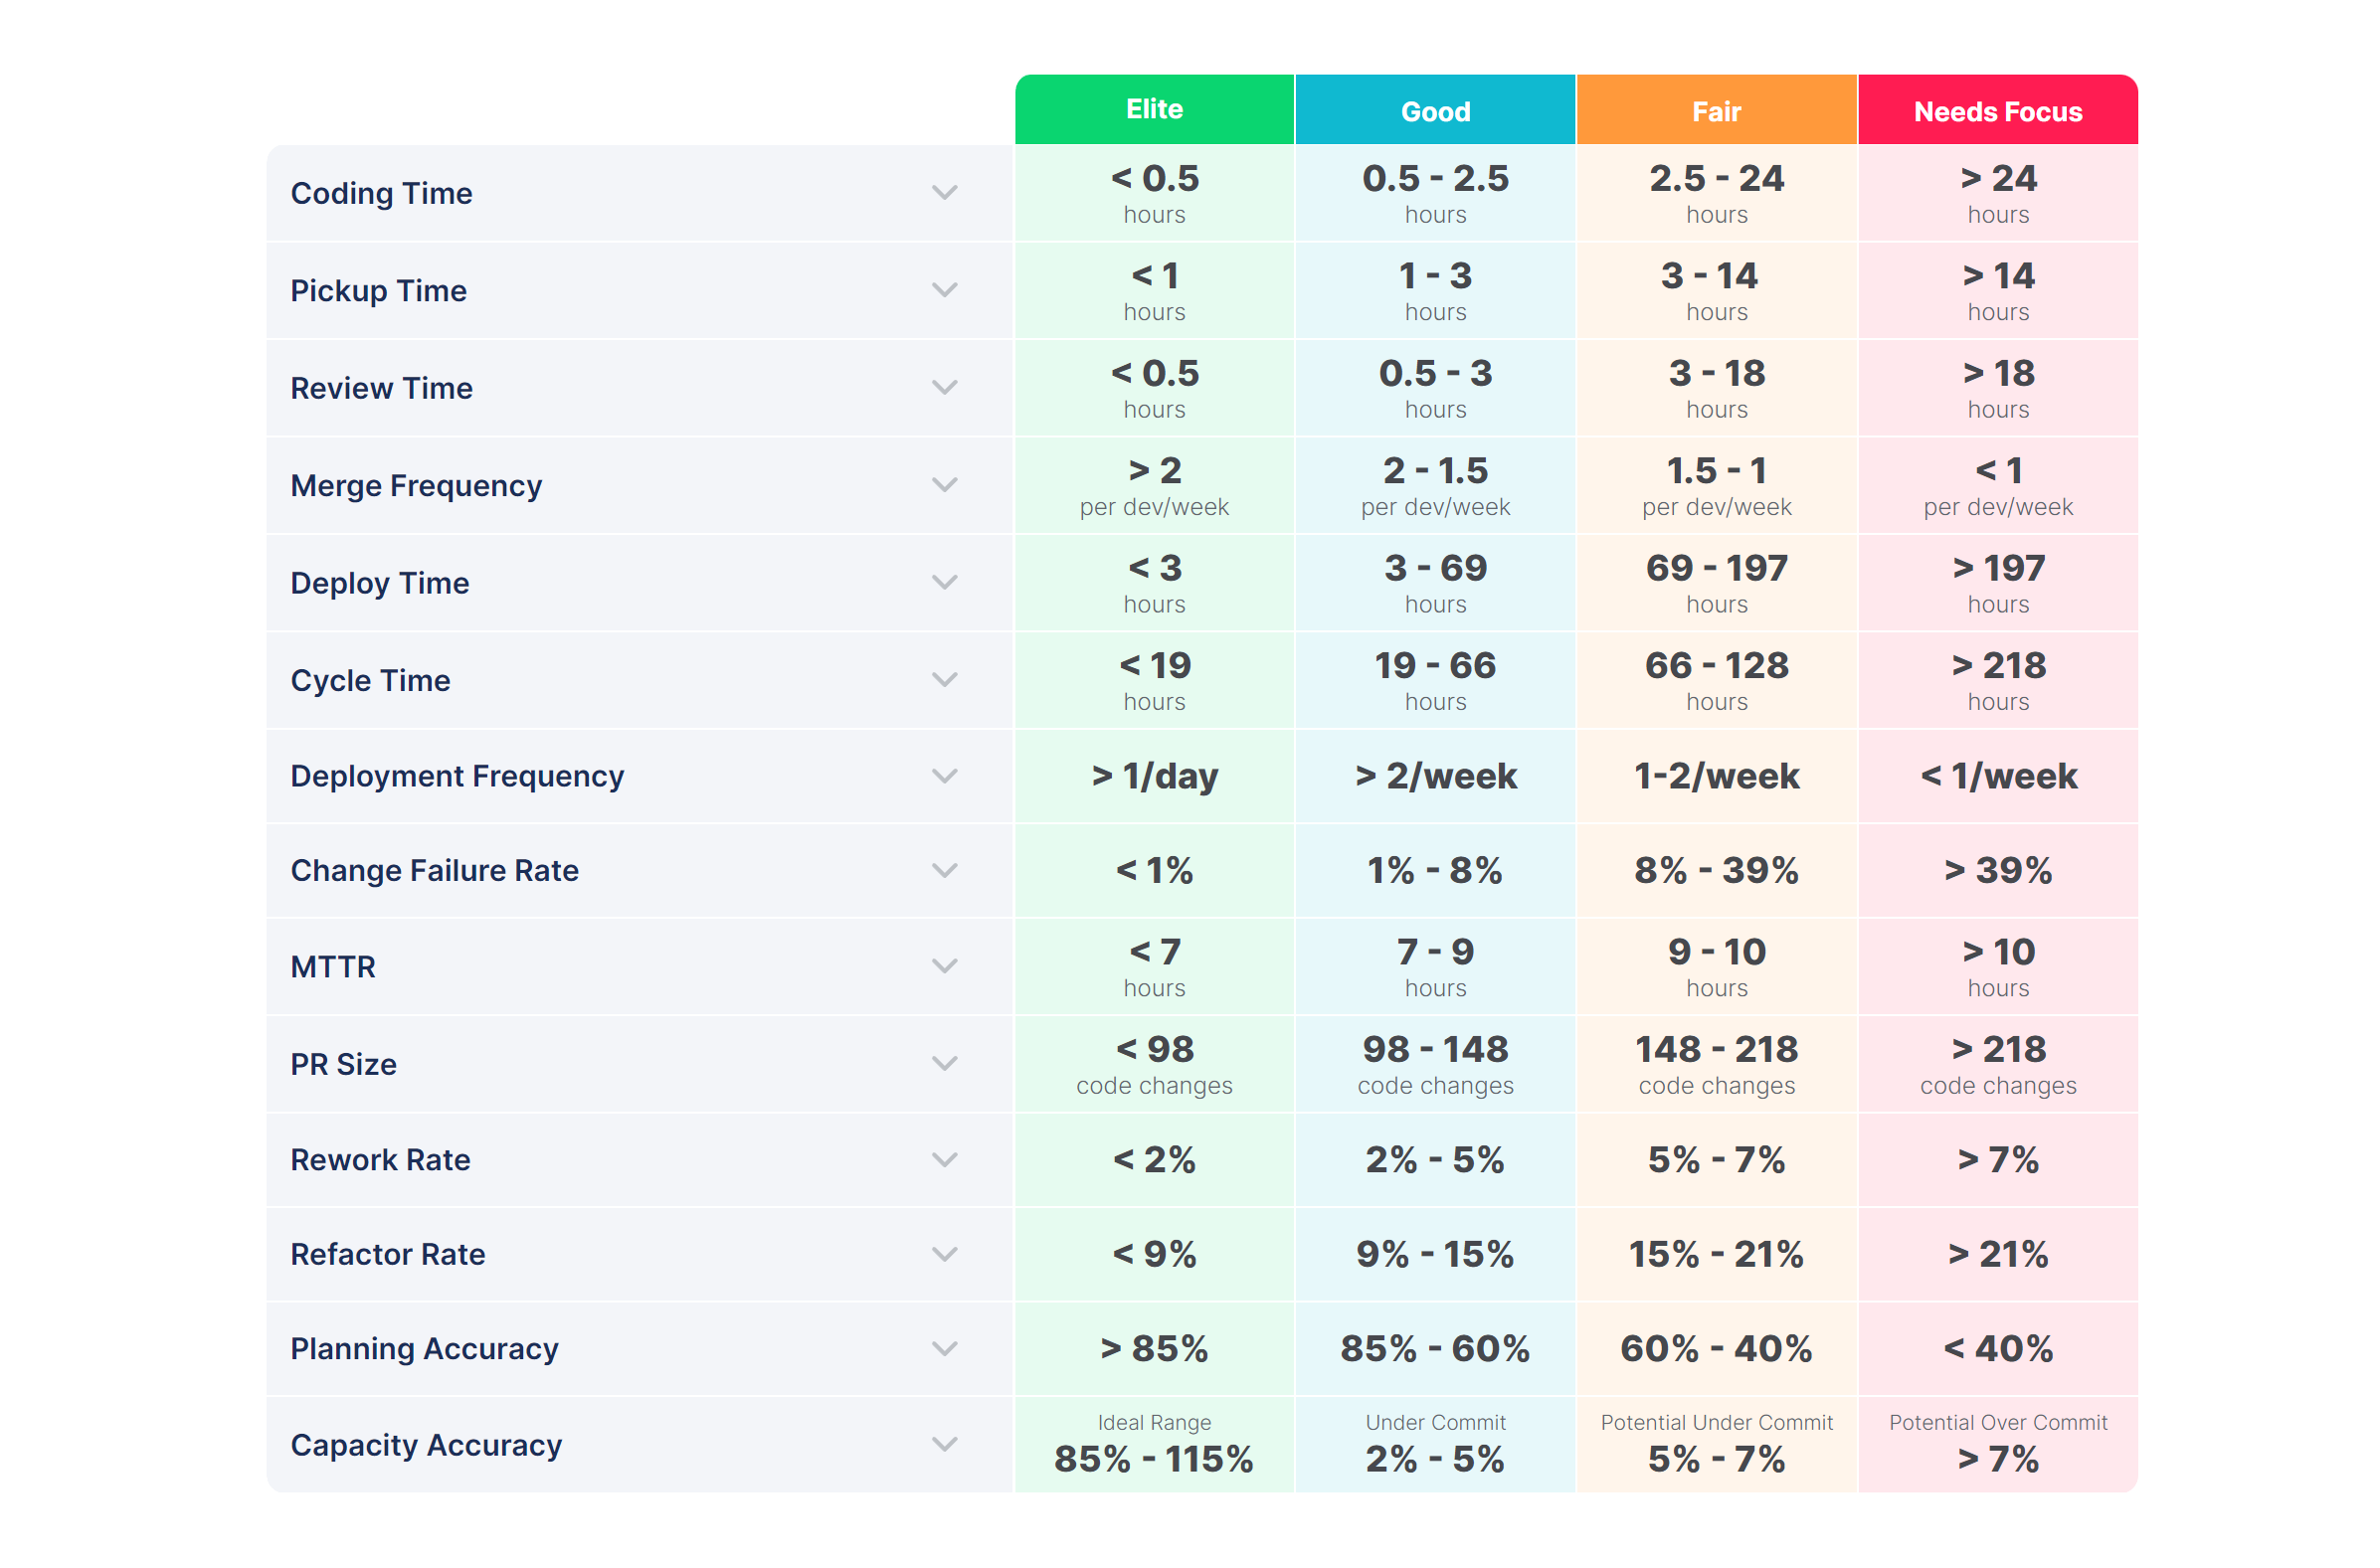 Elite Good Fair Needs Focus
Coding Time < 0.5 0.5 - 2.5 2.5 - 24 > 24
hours hours hours hours
Pickup Time < 1 1 - 3 3 - 14 > 14
hours hours hours hours
Review Time < 0.5 0.5 - 3 3 - 18 > 18
hours hours hours hours
Merge Frequency > 2 2 - 1.5 1.5 - 1 < 1
per dev/week per dev/week per dev/week per dev/week
Deploy Time < 3 3 - 69 69 - 197 > 197
hours hours hours hours
Cycle Time < 19 19 - 66 66 - 128 > 218
hours hours hours hours
Deployment Frequency > 1/day > 2/week 1-2/week < 1/week
Change Failure Rate < 1% 1% - 8% 8% - 39% > 39%
MTTR < 7 7 - 9 9 - 10 > 10
hours hours hours hours
PR Size < 98 98 - 148 148 - 218 > 218
code changes code changes code changes code changes
Rework Rate < 2% 2% - 5% 5% - 7% > 7%
Refactor Rate < 9% 9% - 15% 15% - 21% > 21%
Planning Accuracy > 85% 85% - 60% 60% - 40% < 40%
Ideal Range Under Commit Potential Under Commit Potential Over Commit
Capacity Accuracy 85% - 115% 2% - 5% 5% - 7% > 7%